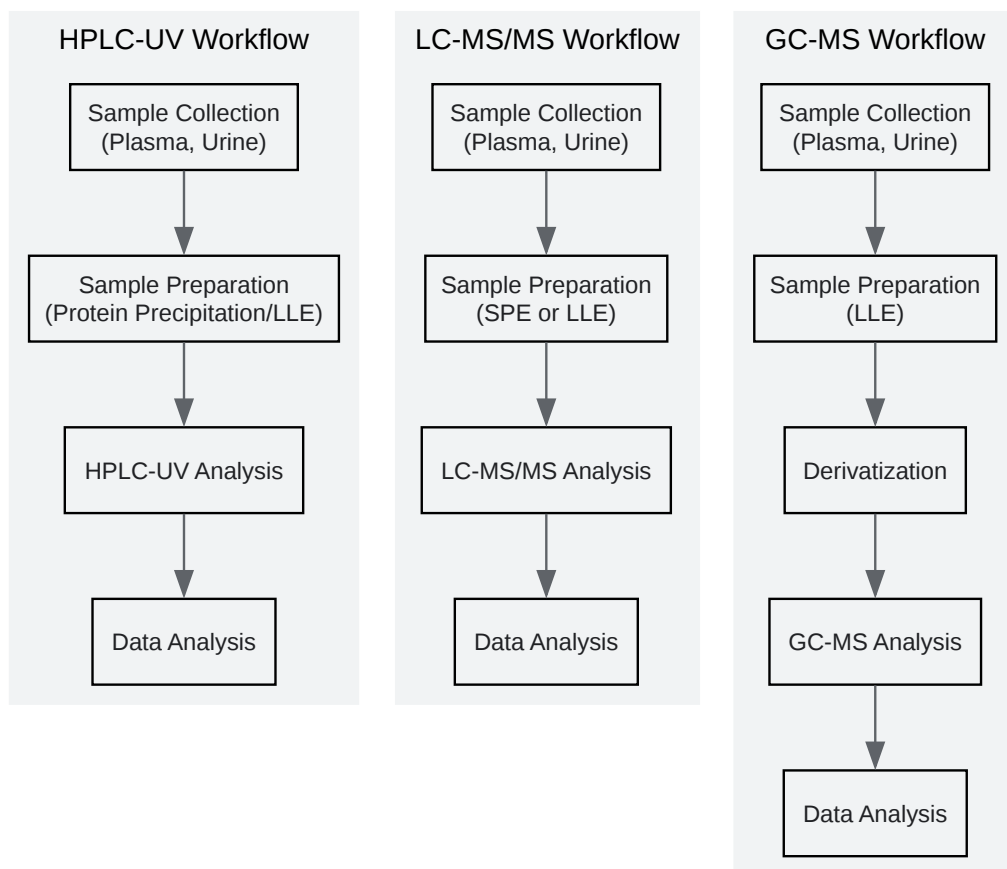 HPLC-UV Workflow
Sample Collection
(Plasma, Urine)
Sample Preparation
(Protein Precipitation/LLE)
HPLC-UV Analysis
Data Analysis
LC-MS/MS Workflow
Sample Collection
(Plasma, Urine)
Sample Preparation
(SPE or LLE)
LC-MS/MS Analysis
Data Analysis
GC-MS Workflow
Sample Collection
(Plasma, Urine)
Sample Preparation
(LLE)
Derivatization
GC-MS Analysis
Data Analysis